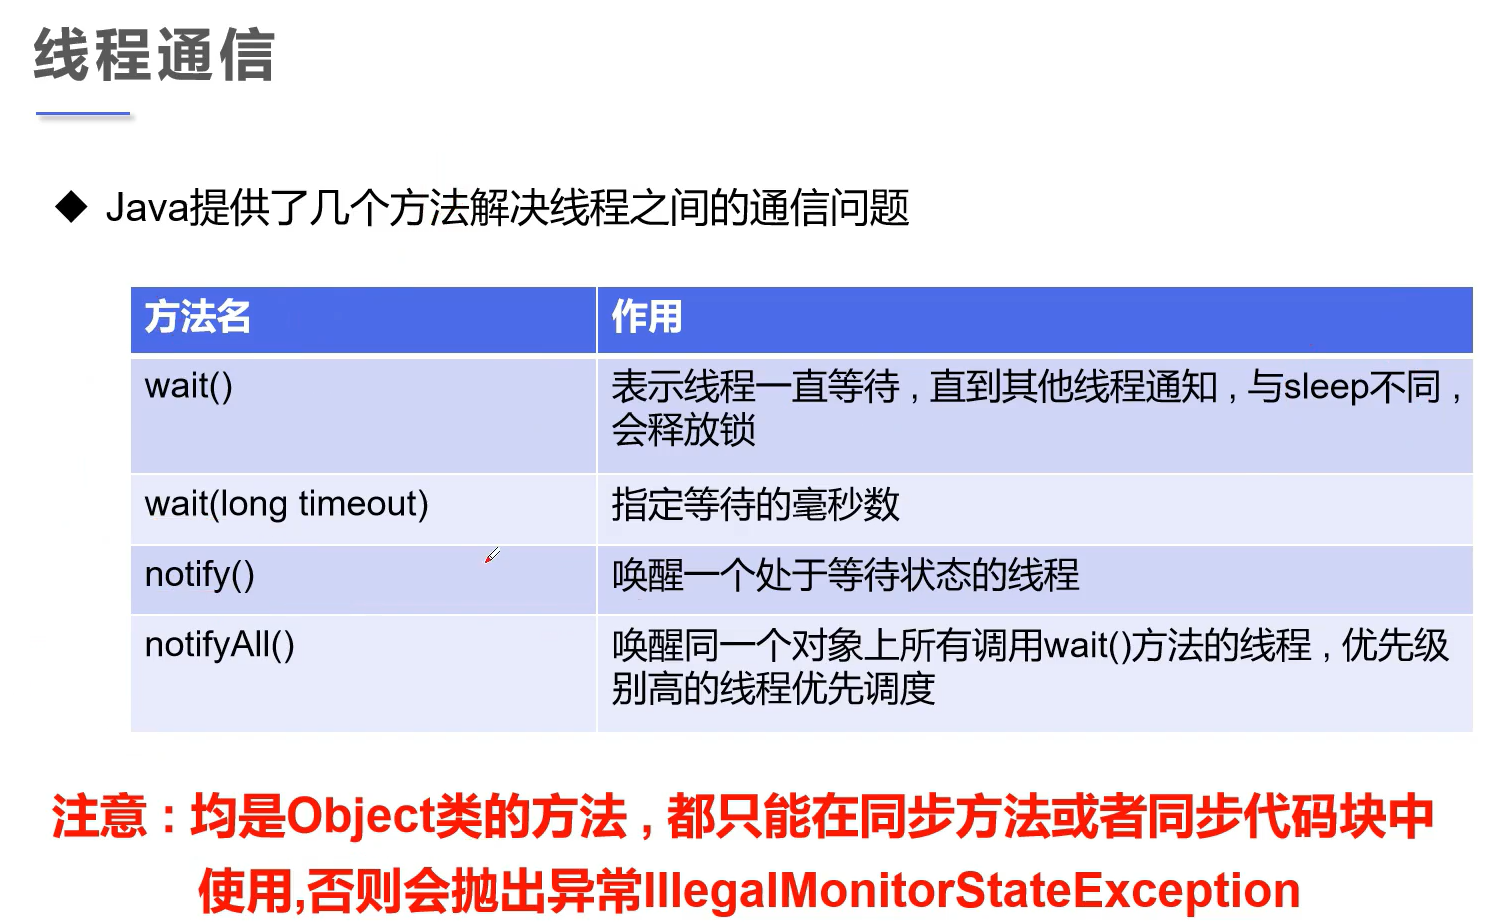 线程通信
Java提供了几个方法解决线程之间的通信问题
方法名
作用
wait()
表示线程一直等待，直到其他线程通知，与sleep不同，
会释放锁
wait(long timeout)
指定等待的毫秒数
notify()
唤醒一个处于等待状态的线程
notifyAll()
唤醒同一个对象上所有调用wait()方法的线程，优先级
别高的线程优先调度
注意：均是Object类的方法，都只能在同步方法或者同步代码块中
使用,否则会抛出异常IllegalMonitorStateException